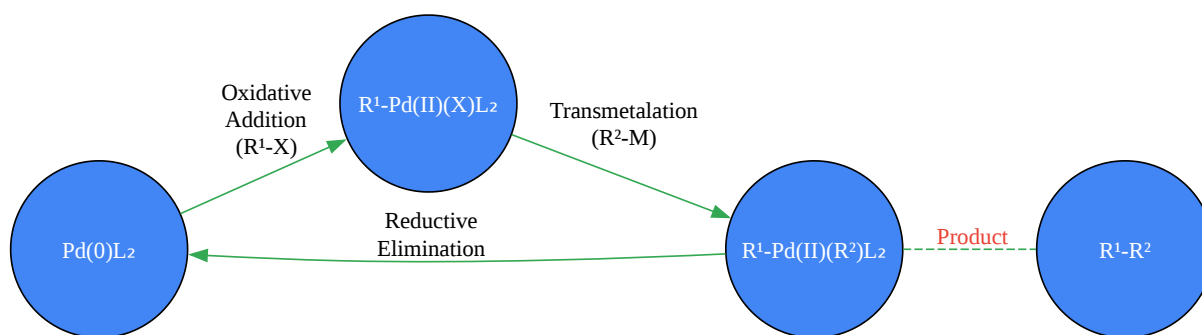 Oxidative
Addition
(R¹-X)
R¹-Pd(II)(X)L₂
Transmetalation
(R²-M)
Pd(0)L₂
Reductive
Elimination
R¹-Pd(II)(R²)L₂
Product
R¹-R²